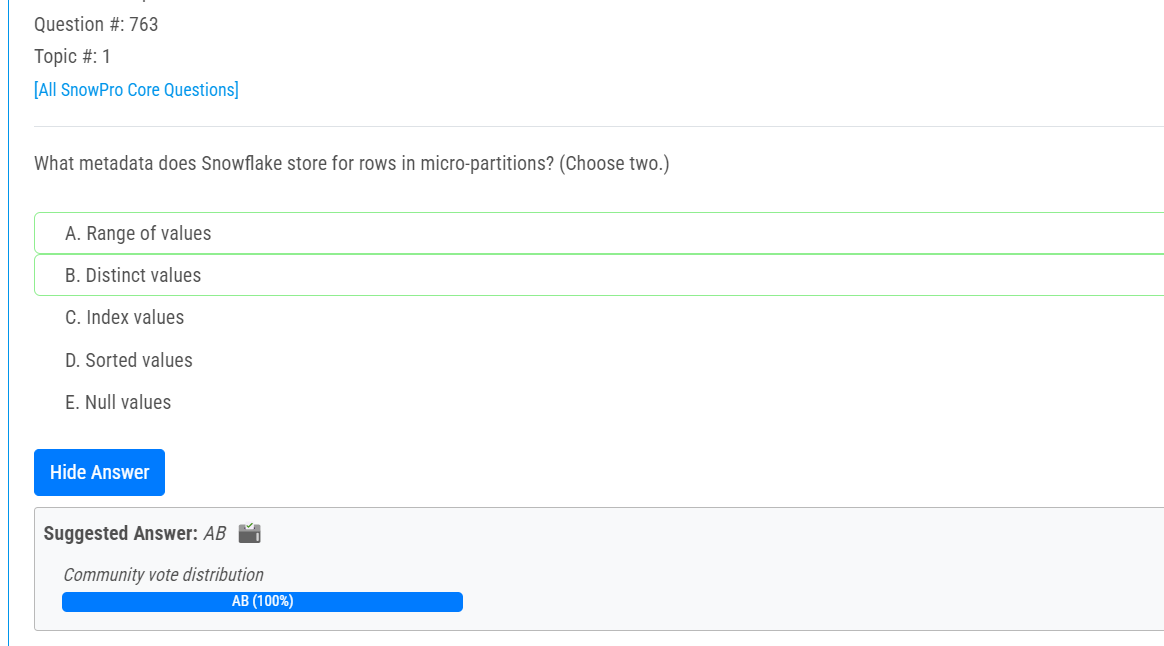 Question #: 763
Topic #: 1
[All SnowPro Core Questions]
What metadata does Snowflake store for rows in micro-partitions? (Choose two.)
A. Range of values
B. Distinct values
C. Index values
D. Sorted values
E. Null values
Hide Answer
Suggested Answer: AB
Community vote distribution
AB (100%)